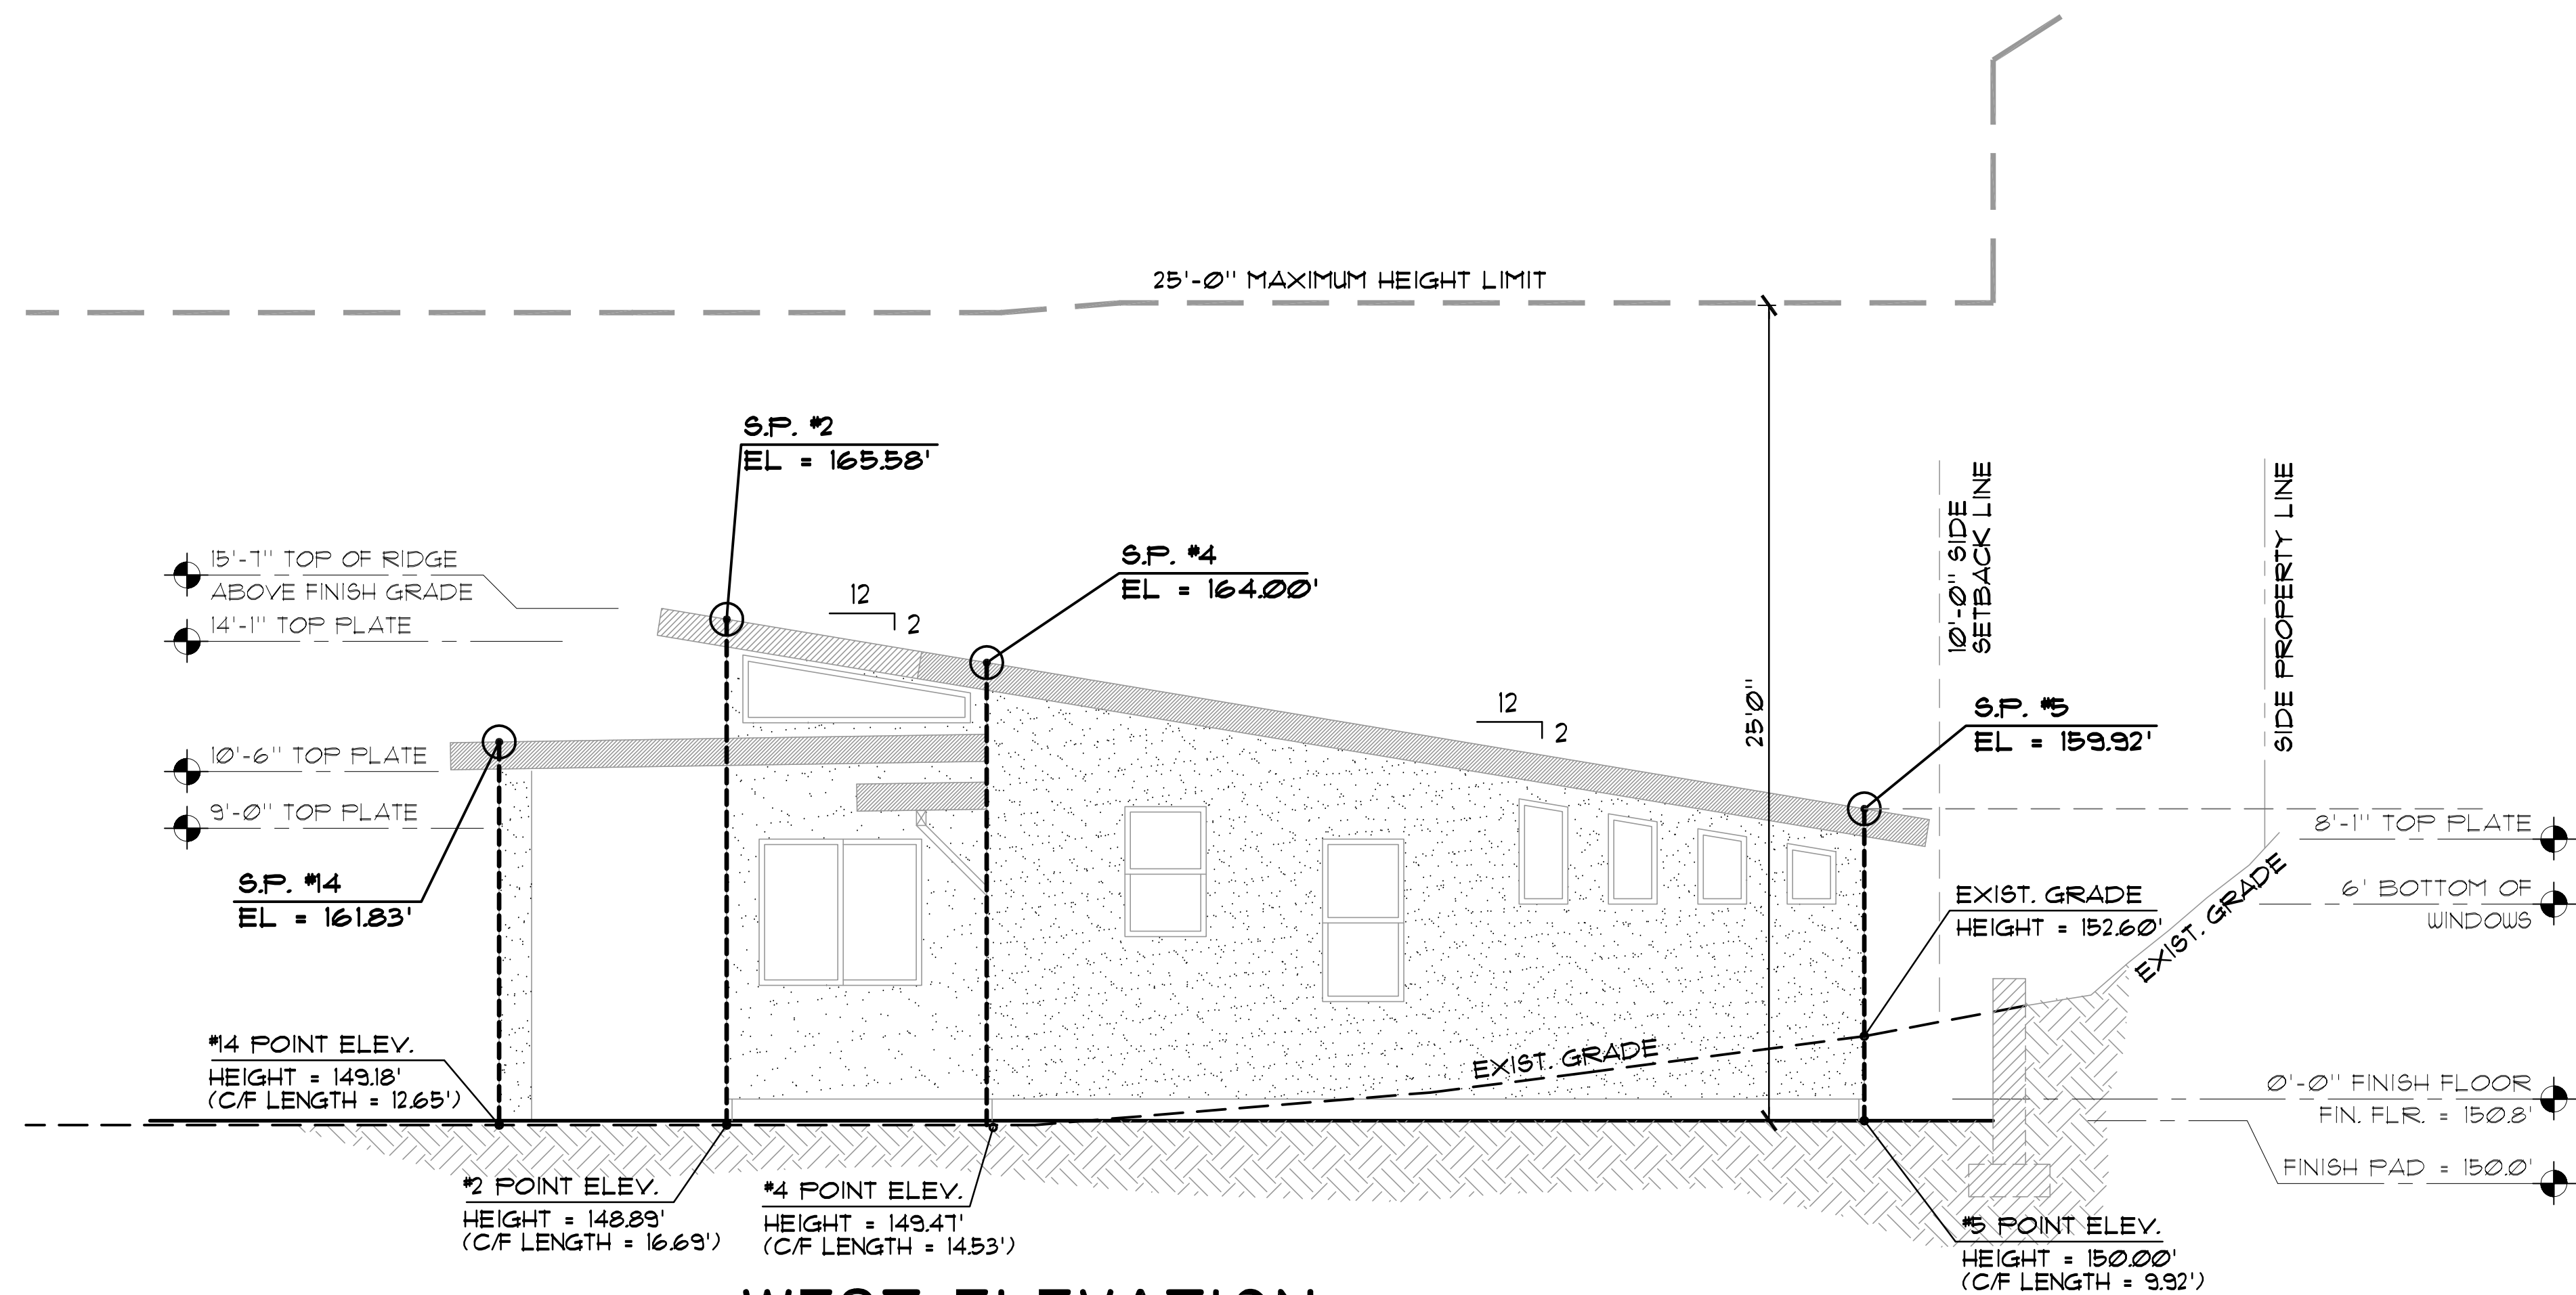 25'-0" MAXIMUM HEIGHT LIMIT
S.P. #2
EL = 165.58'
S.P. #4
EL = 164.00'
12
2
15'-7" TOP OF RIDGE
ABOVE FINISH GRADE
14'-1" TOP PLATE
10'-6" TOP PLATE
9'-0" TOP PLATE
S.P. #14
EL = 161.83'
12
2
25'0"
10'-0" SIDE
SETBACK LINE
SIDE PROPERTY LINE
S.P. #5
EL = 159.92'
8'-1" TOP PLATE
6' BOTTOM OF
WINDOWS
EXIST. GRADE
HEIGHT = 152.60'
EXIST. GRADE
EXIST. GRADE
#14 POINT ELEV.
HEIGHT = 149.18'
(C/F LENGTH = 12.65')
0'-0" FINISH FLOOR
FIN. FLR. = 150.8'
FINISH PAD = 150.0'
#2 POINT ELEV.
HEIGHT = 148.89'
(C/F LENGTH = 16.69')
#4 POINT ELEV.
HEIGHT = 149.47'
(C/F LENGTH = 14.53')
#5 POINT ELEV.
HEIGHT = 150.00'
(C/F LENGTH = 9.92')
WEST ELEVATION